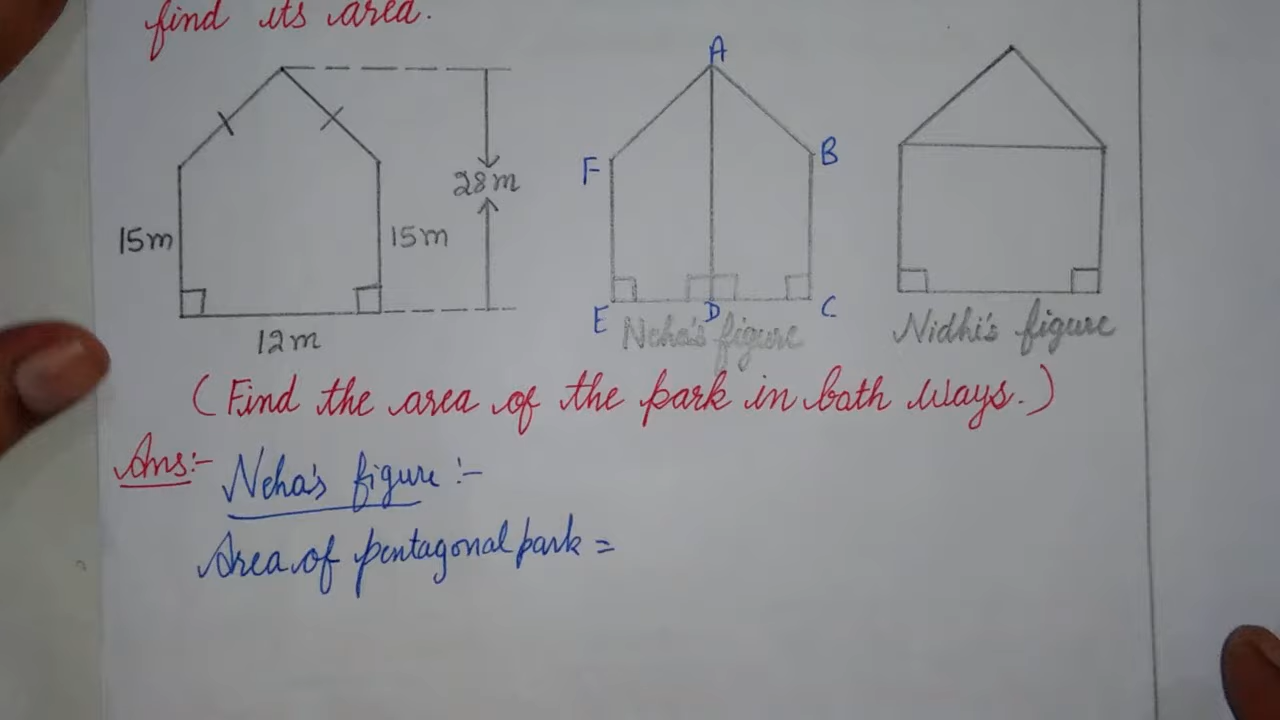 find its area.
A
F
B
28m
15m
15m
E
D
C
12m
Neha's figure
Nidhi's figure
(Find the area of the park in both ways.)
Ans:- Neha's figure :-
Area of pentagonal park =